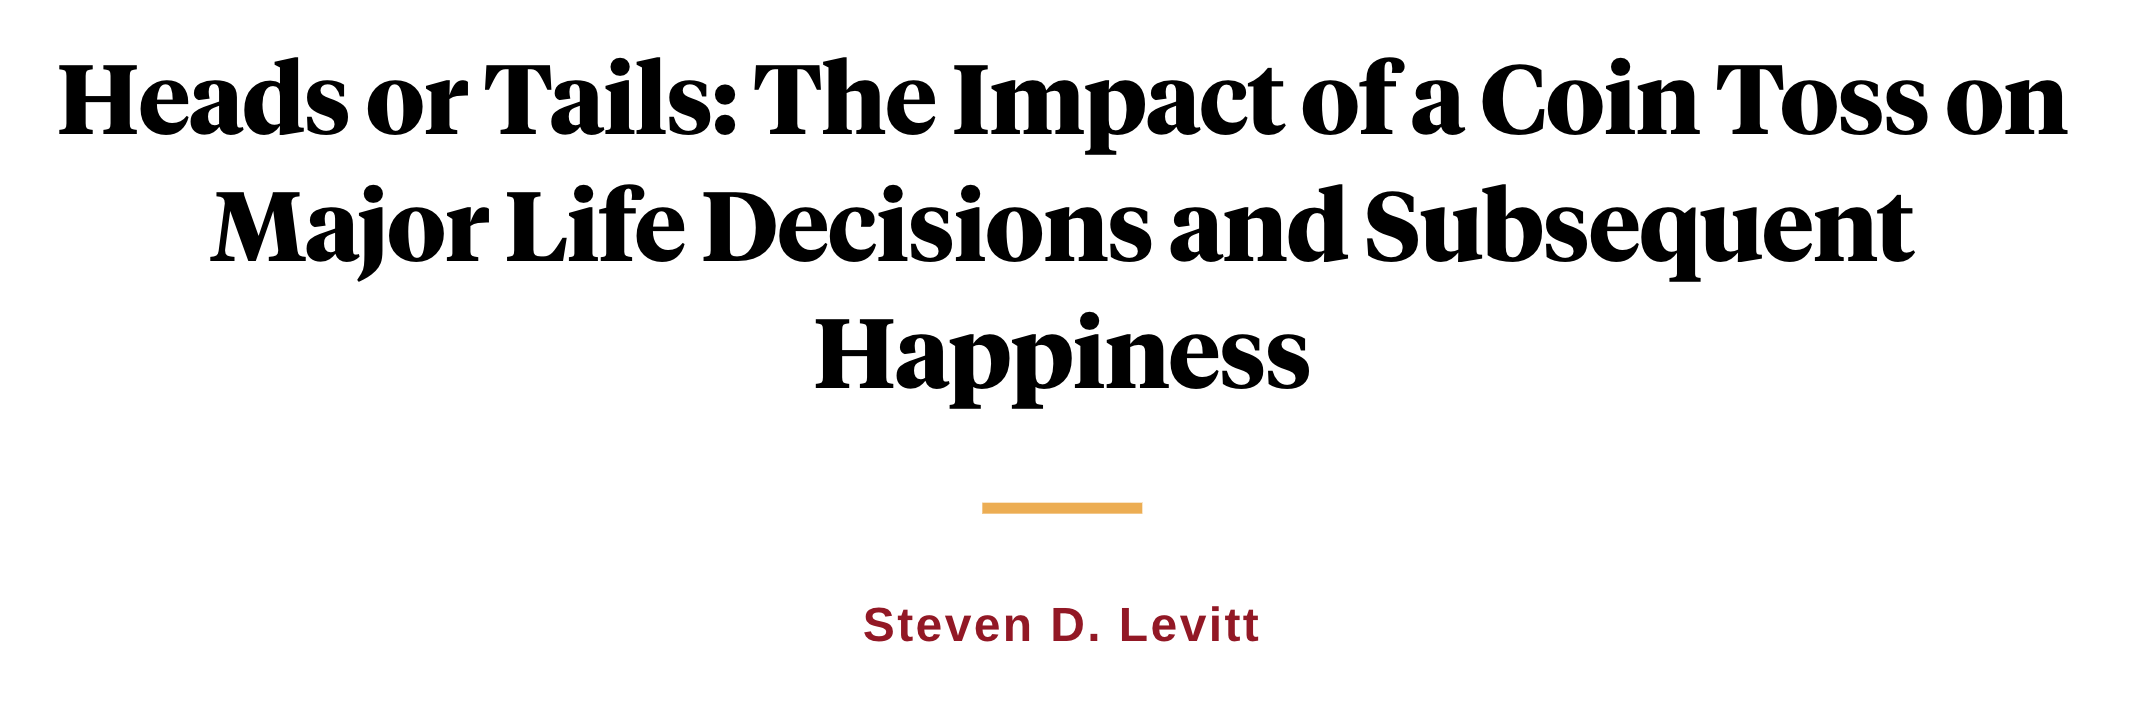 Heads or Tails: The Impact of a Coin Toss on
Major Life Decisions and Subsequent
Happiness
Steven D. Levitt